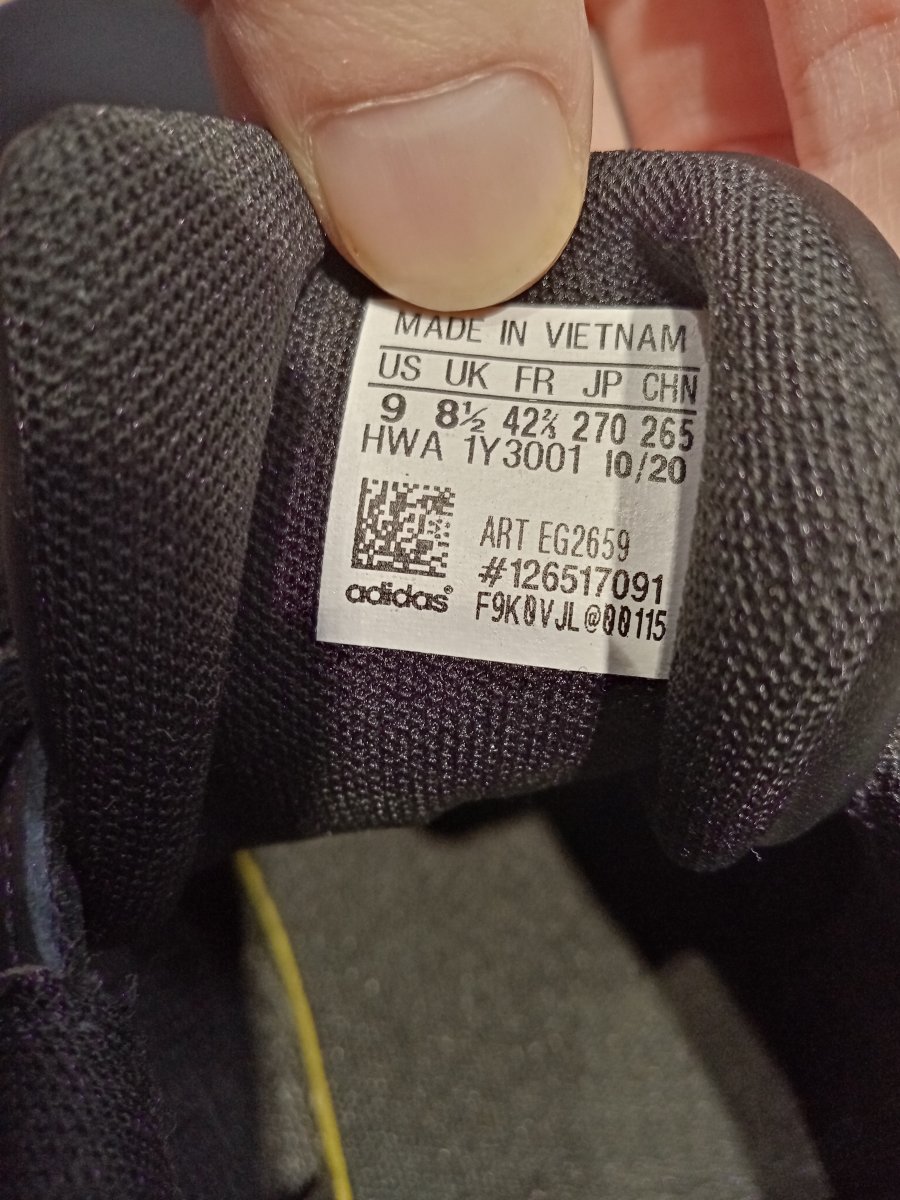 MADE IN VIETNAM
US UK FR JP CHN
9 8½ 42⅔ 270 265
HWA 1Y3001 10/20
ART EG2659
#126517091
adidas®
F9K0VJL@00115